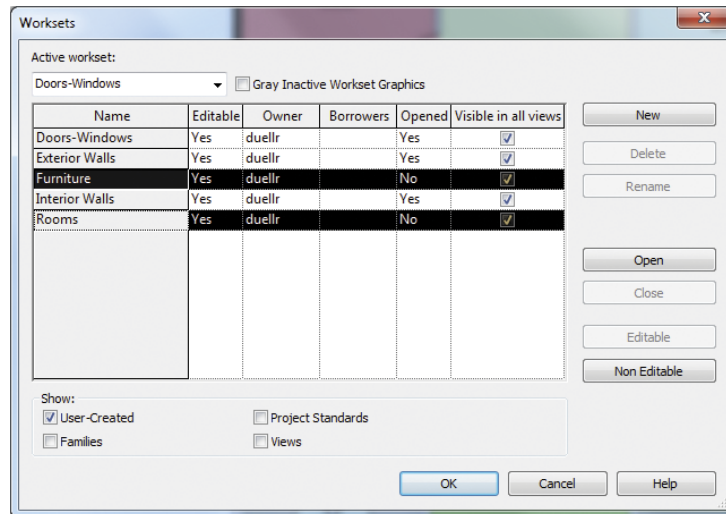 Worksets
Active workset:
Doors-Windows Gray Inactive Workset Graphics
Name Editable Owner Borrowers Opened Visible in all views New
Doors-Windows Yes duellr Yes
Exterior Walls Yes duellr Yes Delete
Furniture Yes duellr No Rename
Interior Walls Yes duellr Yes
Rooms Yes duellr No
Open
Close
Editable
Non Editable
Show:
User-Created Project Standards
Families Views
OK Cancel Help